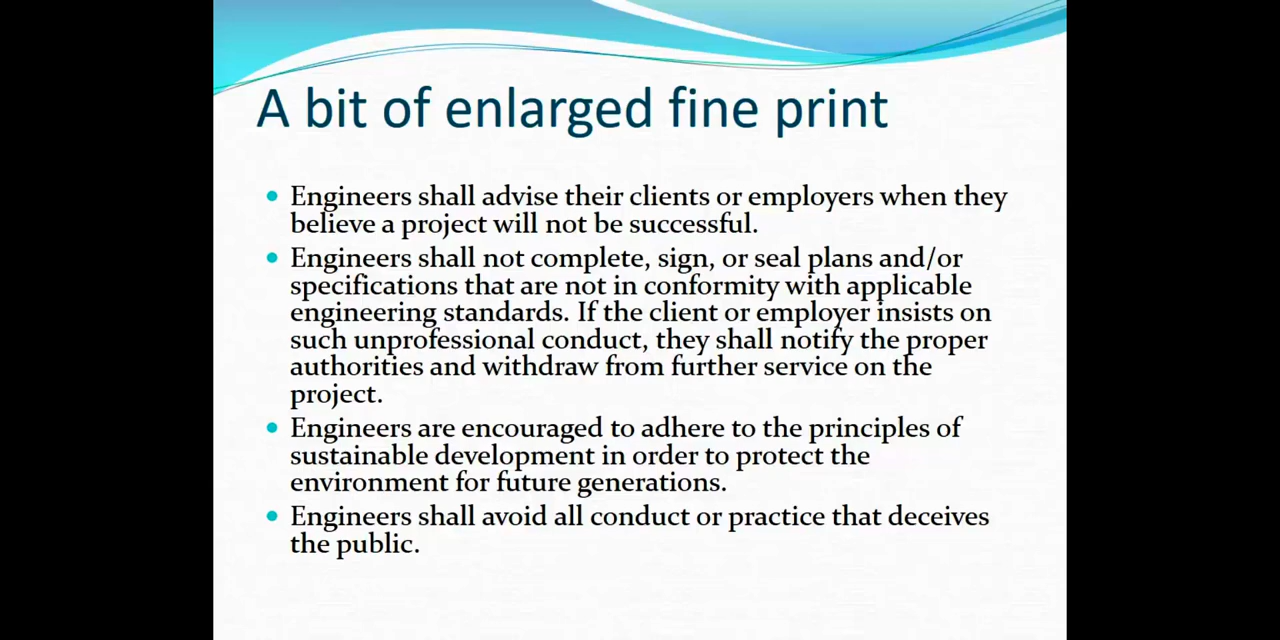 A bit of enlarged fine print
Engineers shall advise their clients or employers when they
believe a project will not be successful.
Engineers shall not complete, sign, or seal plans and/or
specifications that are not in conformity with applicable
engineering standards. If the client or employer insists on
such unprofessional conduct, they shall notify the proper
authorities and withdraw from further service on the
project.
Engineers are encouraged to adhere to the principles of
sustainable development in order to protect the
environment for future generations.
Engineers shall avoid all conduct or practice that deceives
the public.